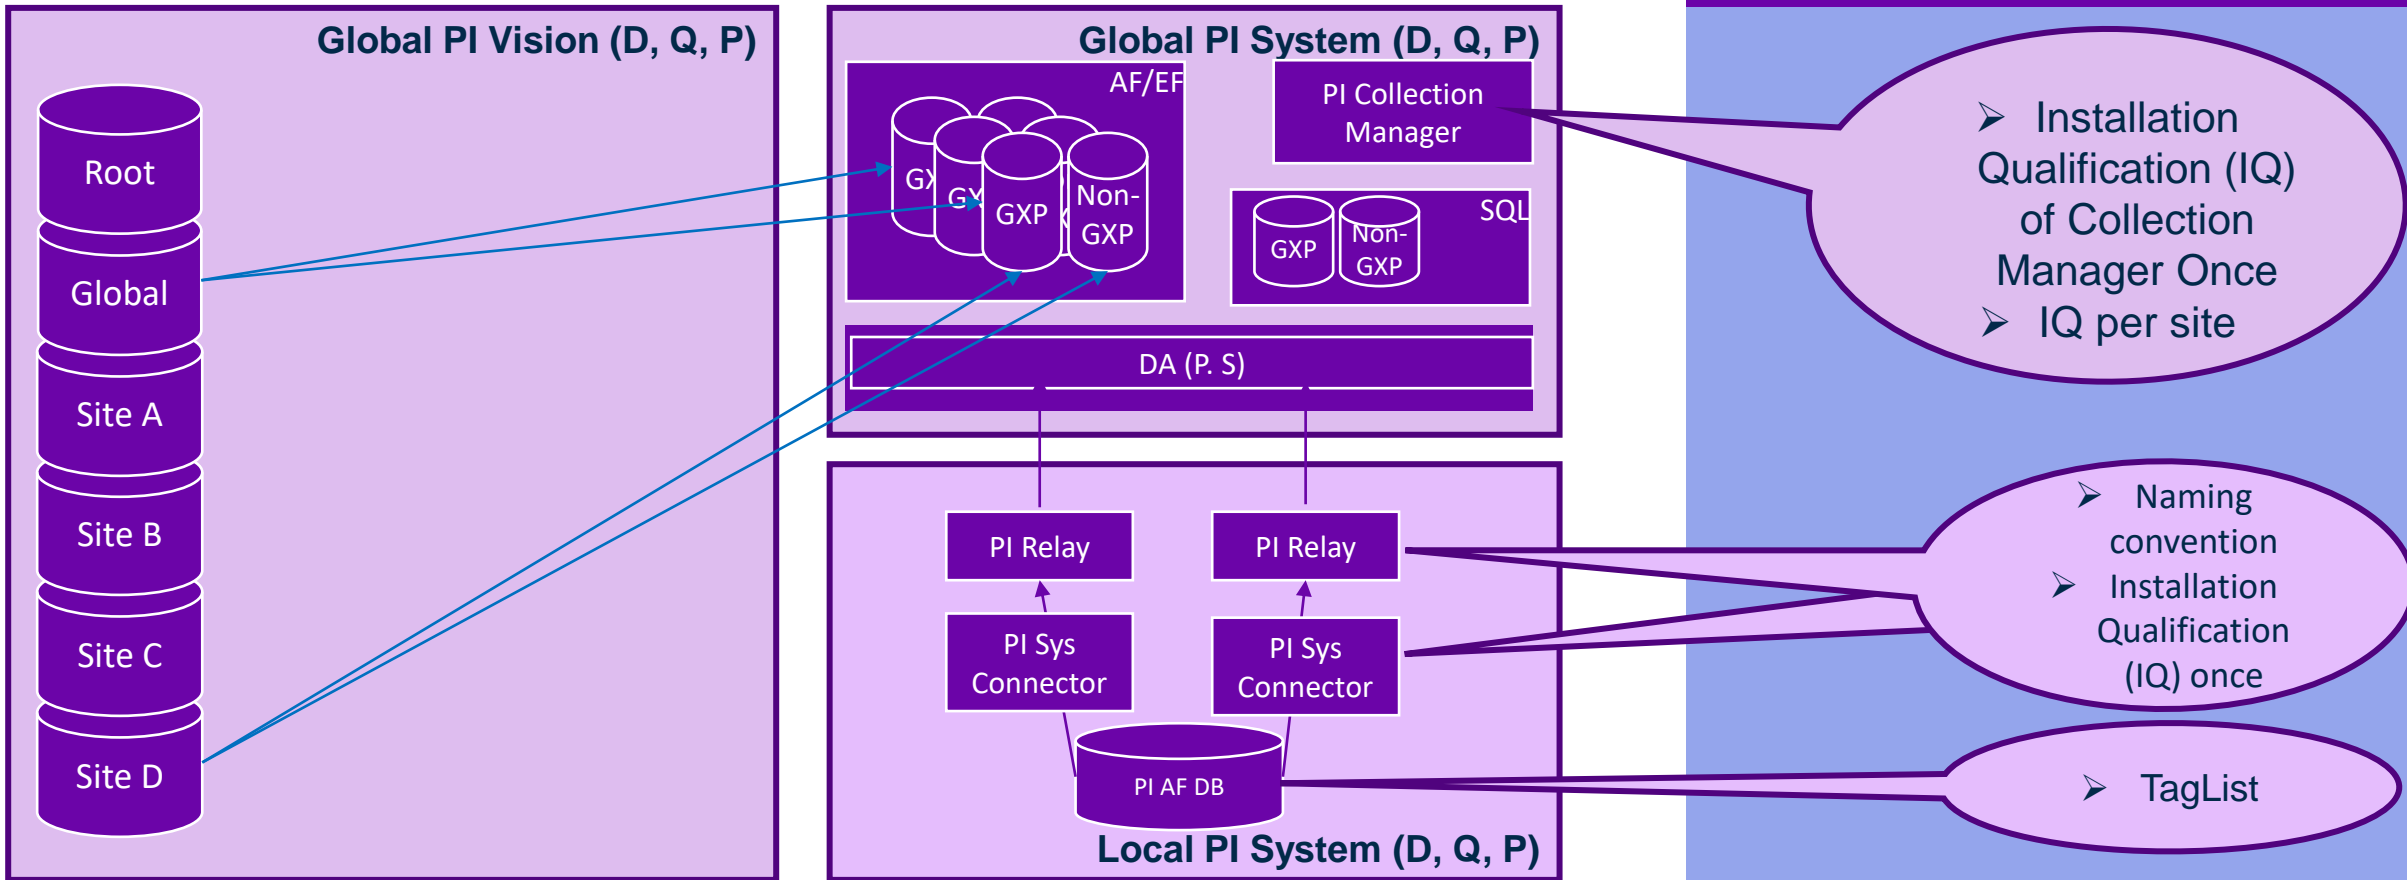 Global PI Vision (D, Q, P)
Root
Global
Site A
Site B
Site C
Site D
Global PI System (D, Q, P)
AF/EF
GXP
Non-
GXP
PI Collection
Manager
SQL
GXP
Non-
GXP
DA (P. S)
PI Relay
PI Relay
PI Sys
Connector
PI Sys
Connector
PI AF DB
Local PI System (D, Q, P)
➢ Installation
Qualification (IQ)
of Collection
Manager Once
➢ IQ per site
➢ Naming
convention
➢ Installation
Qualification
(IQ) once
➢ TagList